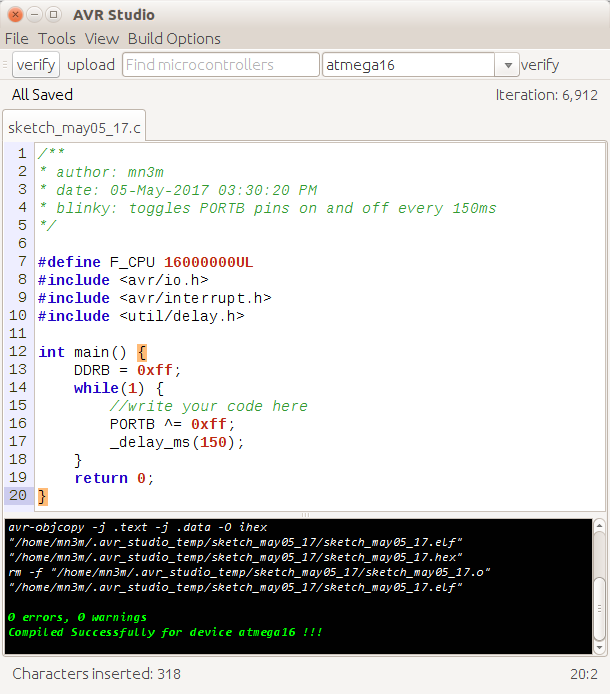 AVR Studio
File Tools View Build Options
verify upload Find microcontrollers atmega16 verify
All Saved Iteration: 6,912
sketch_may05_17.c
1 /**
2 * author: mn3m
3 * date: 05-May-2017 03:30:20 PM
4 * blinky: toggles PORTB pins on and off every 150ms
5 */
6
7 #define F_CPU 16000000UL
8 #include <avr/io.h>
9 #include <avr/interrupt.h>
10 #include <util/delay.h>
11
12 int main() {
13 DDRB = 0xff;
14 while(1) {
15 //write your code here
16 PORTB ^= 0xff;
17 _delay_ms(150);
18 }
19 return 0;
20 }
avr-objcopy -j .text -j .data -O ihex
"/home/mn3m/.avr_studio_temp/sketch_may05_17/sketch_may05_17.elf"
"/home/mn3m/.avr_studio_temp/sketch_may05_17/sketch_may05_17.hex"
rm -f "/home/mn3m/.avr_studio_temp/sketch_may05_17/sketch_may05_17.o"
"/home/mn3m/.avr_studio_temp/sketch_may05_17/sketch_may05_17.elf"
0 errors, 0 warnings
Compiled Successfully for device atmega16 !!!
Characters inserted: 318 20:2